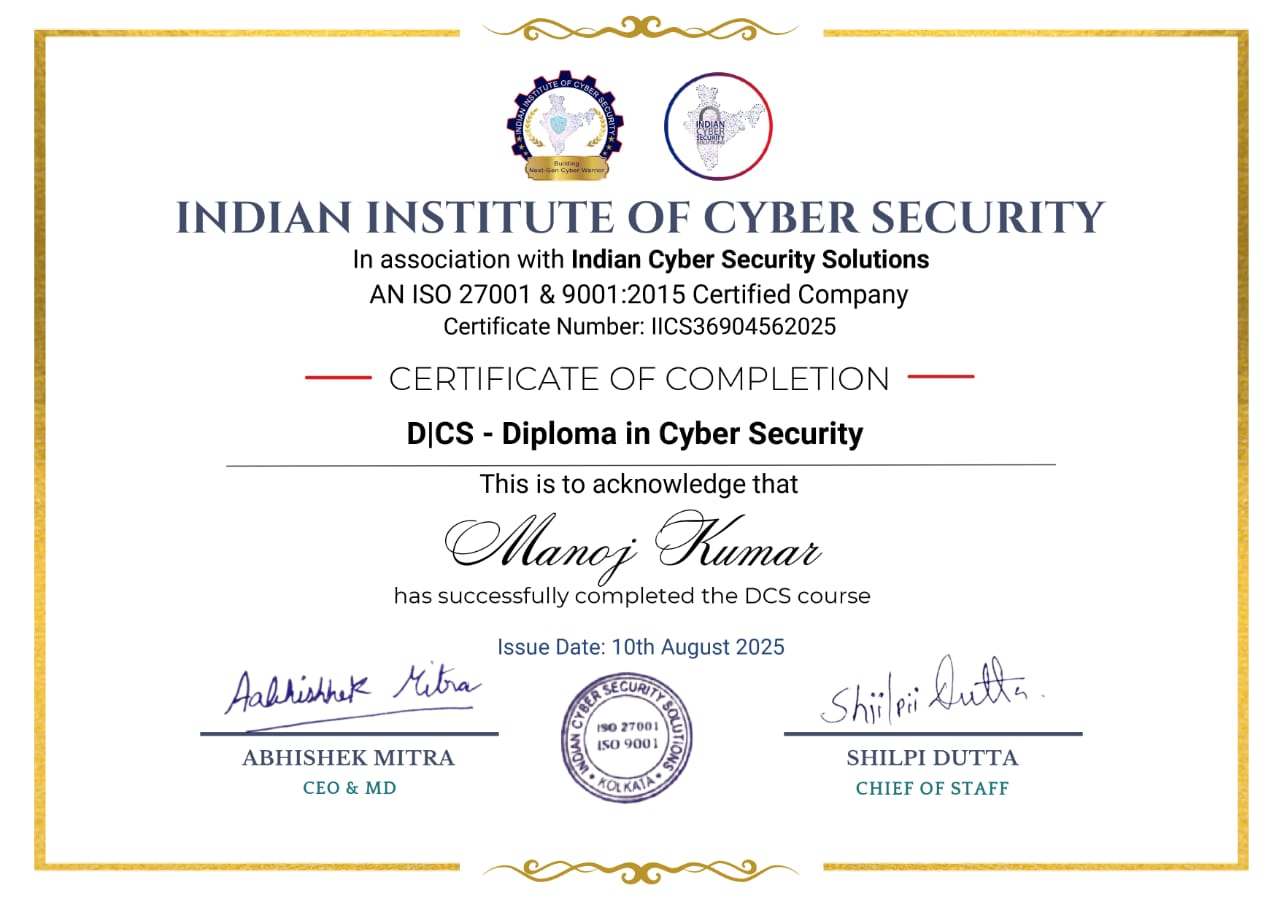 INDIAN INSTITUTE OF CYBER SECURITY
Building
Next-Gen Cyber Warrior
INDIAN
CYBER
SECURITY
SOLUTIONS
INDIAN INSTITUTE OF CYBER SECURITY
In association with Indian Cyber Security Solutions
AN ISO 27001 & 9001:2015 Certified Company
Certificate Number: IICS36904562025
CERTIFICATE OF COMPLETION
D|CS - Diploma in Cyber Security
This is to acknowledge that
Manoj Kumar
has successfully completed the DCS course
Issue Date: 10th August 2025
Aabhishhek Mitra
ABHISHEK MITRA
CEO & MD
INDIAN CYBER SECURITY SOLUTIONS
ISO 27001
ISO 9001
KOLKATA
Shiilpii Dutta.
SHILPI DUTTA
CHIEF OF STAFF